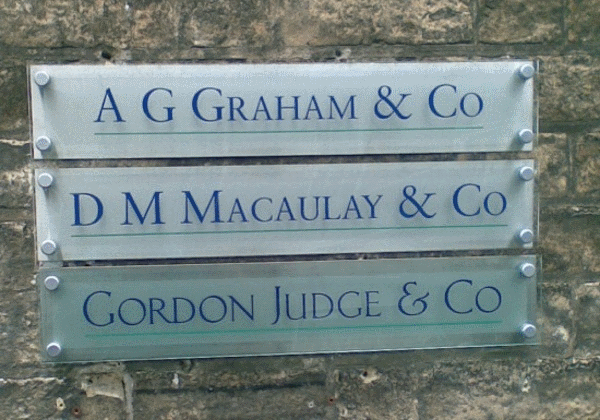 A G Graham & Co
D M Macaulay & Co
Gordon Judge & Co